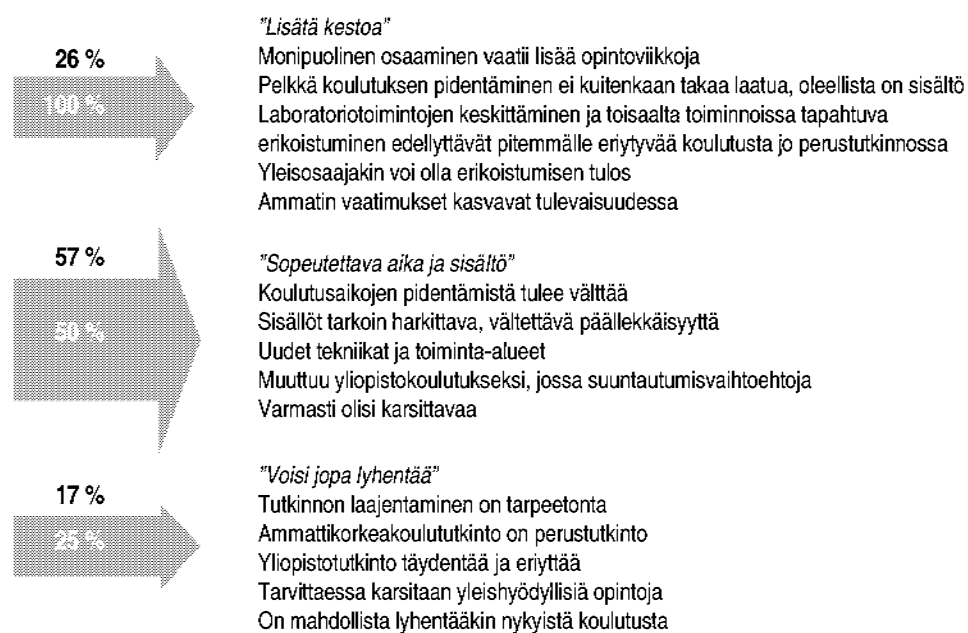 "Lisätä kestoa"
26 %
Monipuolinen osaaminen vaatii lisää opintoviikkoja
Pelkkä koulutuksen pidentäminen ei kuitenkaan takaa laatua, oleellista on sisältö
100 %
Laboratoriotoimintojen keskittäminen ja toisaalta toiminnoissa tapahtuva
erikoistuminen edellyttävät pitemmälle eriytyvää koulutusta jo perustutkinnossa
Yleisosaajakin voi olla erikoistumisen tulos
Ammatin vaatimukset kasvavat tulevaisuudessa
57 %
"Sopeutettava aika ja sisältö"
Koulutusaikojen pidentämistä tulee välttää
Sisällöt tarkoin harkittava, vältettävä päällekkäisyyttä
50 %
Uudet tekniikat ja toiminta-alueet
Muuttuu yliopistokoulutukseksi, jossa suuntautumisvaihtoehtoja
Varmasti olisi karsittavaa
"Voisi jopa lyhentää"
17 %
Tutkinnon laajentaminen on tarpeetonta
Ammattikorkeakoulututkinto on perustutkinto
25 %
Yliopistotutkinto täydentää ja eriyttää
Tarvittaessa karsitaan yleishyödyllisiä opintoja
On mahdollista lyhentääkin nykyistä koulutusta